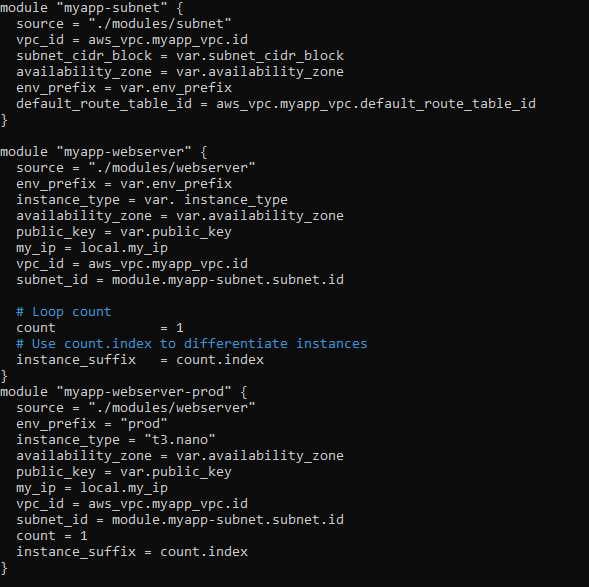 module "myapp-subnet" {
  source = "./modules/subnet"
  vpc_id = aws_vpc.myapp_vpc.id
  subnet_cidr_block = var.subnet_cidr_block
  availability_zone = var.availability_zone
  env_prefix = var.env_prefix
  default_route_table_id = aws_vpc.myapp_vpc.default_route_table_id
}

module "myapp-webserver" {
  source = "./modules/webserver"
  env_prefix = var.env_prefix
  instance_type = var. instance_type
  availability_zone = var.availability_zone
  public_key = var.public_key
  my_ip = local.my_ip
  vpc_id = aws_vpc.myapp_vpc.id
  subnet_id = module.myapp-subnet.subnet.id

  # Loop count
  count             = 1
  # Use count.index to differentiate instances
  instance_suffix   = count.index
}
module "myapp-webserver-prod" {
  source = "./modules/webserver"
  env_prefix = "prod"
  instance_type = "t3.nano"
  availability_zone = var.availability_zone
  public_key = var.public_key
  my_ip = local.my_ip
  vpc_id = aws_vpc.myapp_vpc.id
  subnet_id = module.myapp-subnet.subnet.id
  count = 1
  instance_suffix = count.index
}